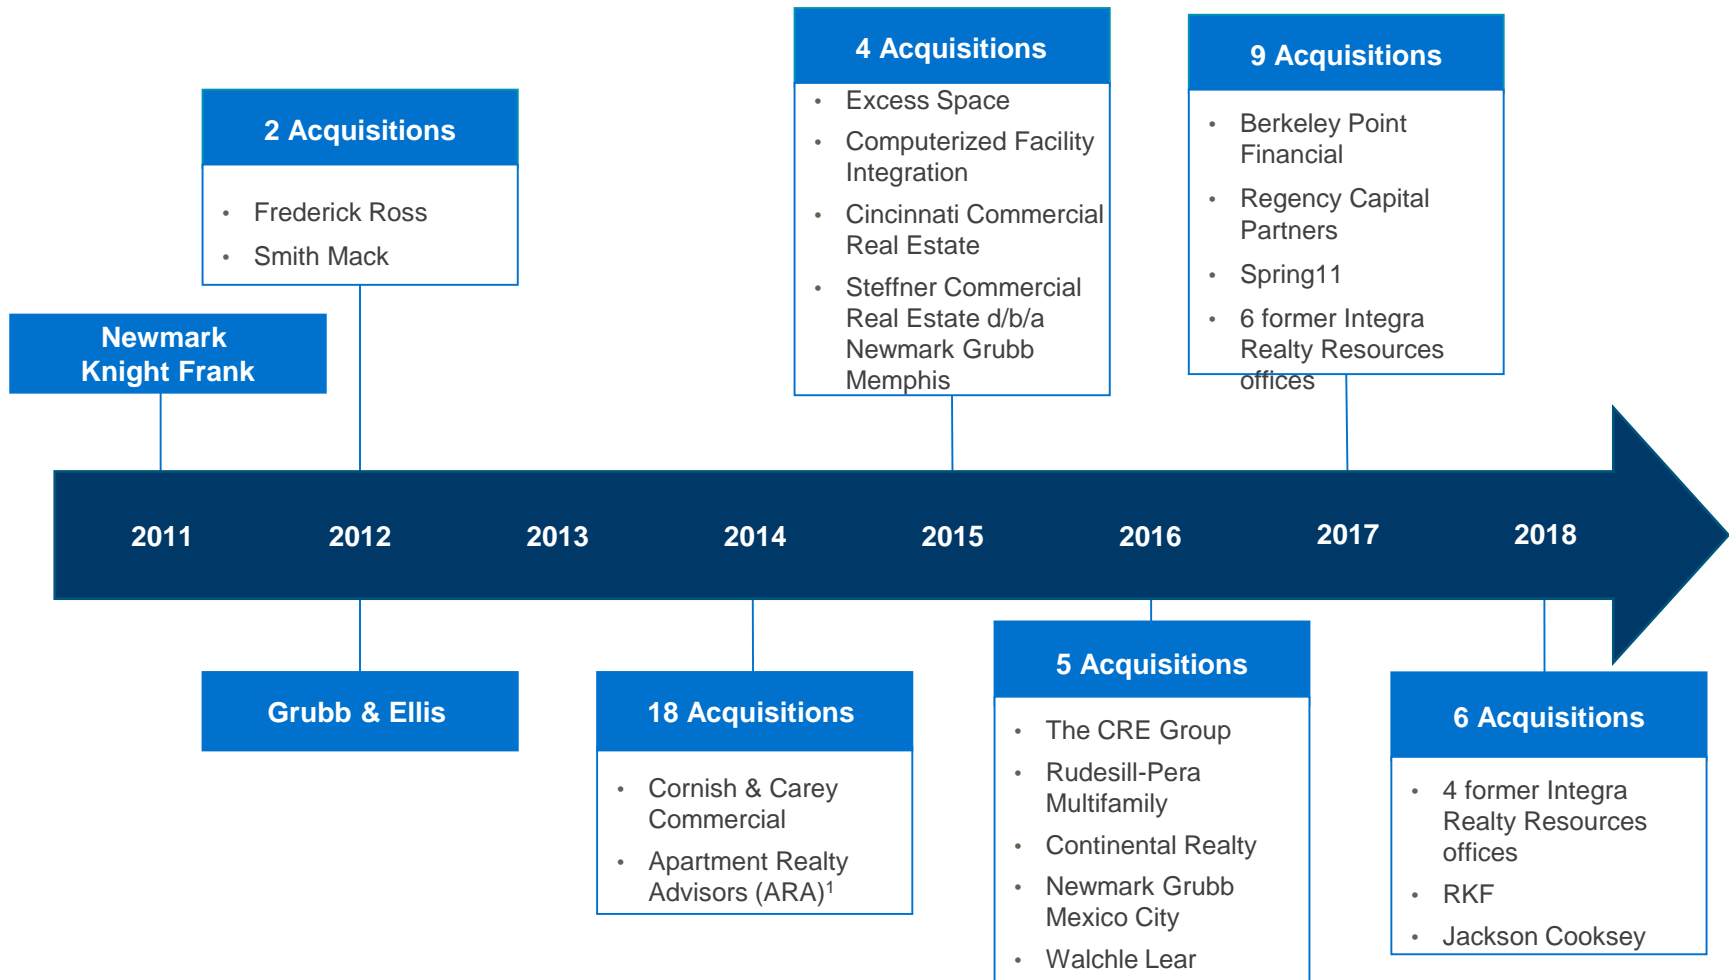 4 Acquisitions
• Excess Space
• Computerized Facility
Integration
• Cincinnati Commercial
Real Estate
• Steffner Commercial
Real Estate d/b/a
Newmark Grubb
Memphis
9 Acquisitions
• Berkeley Point
Financial
• Regency Capital
Partners
• Spring11
• 6 former Integra
Realty Resources
offices
2 Acquisitions
• Frederick Ross
• Smith Mack
Newmark
Knight Frank
2011
2012
2013
2014
2015
2016
2017
2018
Grubb & Ellis
18 Acquisitions
• Cornish & Carey
Commercial
• Apartment Realty
Advisors (ARA)¹
5 Acquisitions
• The CRE Group
• Rudesill-Pera
Multifamily
• Continental Realty
• Newmark Grubb
Mexico City
• Walchle Lear
6 Acquisitions
• 4 former Integra
Realty Resources
offices
• RKF
• Jackson Cooksey